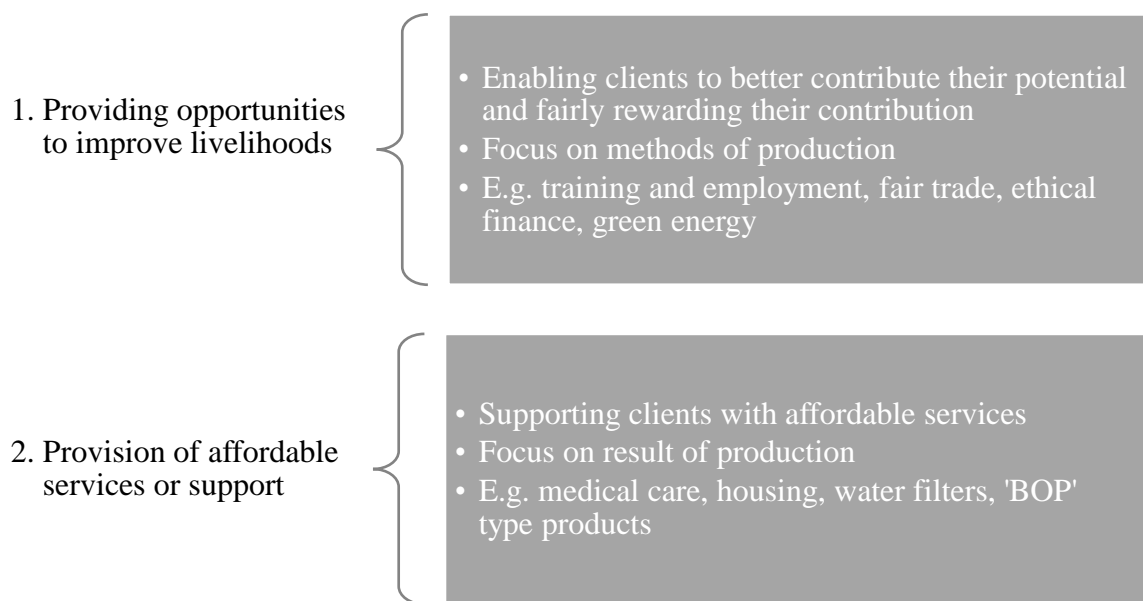 1. Providing opportunities
to improve livelihoods
• Enabling clients to better contribute their potential
and fairly rewarding their contribution
• Focus on methods of production
• E.g. training and employment, fair trade, ethical
finance, green energy
2. Provision of affordable
services or support
• Supporting clients with affordable services
• Focus on result of production
• E.g. medical care, housing, water filters, 'BOP'
type products